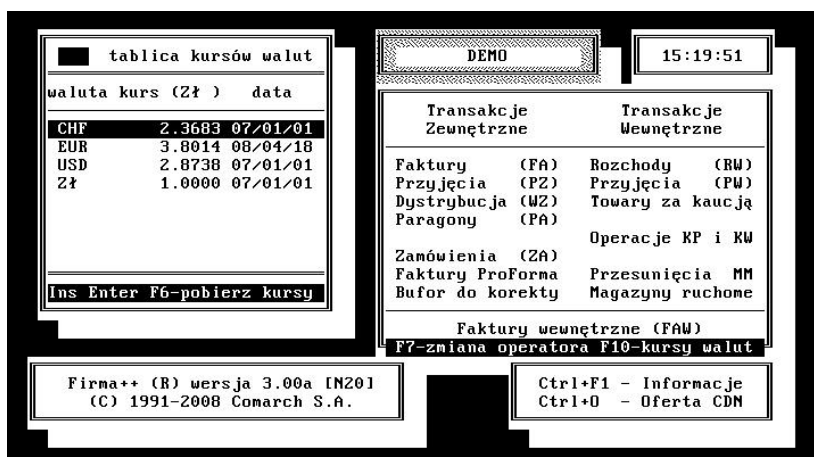 tablica kursów walut
waluta kurs (Zł ) data
CHF 2.3683 07/01/01
EUR 3.8014 08/04/18
USD 2.8738 07/01/01
Zł 1.0000 07/01/01
Ins Enter F6-pobierz kursy
DEMO
15:19:51
Transakcje Transakcje
Zewnętrzne Wewnętrzne
Faktury (FA) Rozchody (RW)
Przyjęcia (PZ) Przyjęcia (PW)
Dystrybucja (WZ) Towary za kaucją
Paragony (PA)
Operacje KP i KW
Zamówienia (ZA)
Faktury ProForma Przesunięcia MM
Bufor do korekty Magazyny ruchome
Faktury wewnętrzne (FAW)
F7-zmiana operatora F10-kursy walut
Firma++ (R) wersja 3.00a [N20]
(C) 1991-2008 Comarch S.A.
Ctrl+F1 - Informacje
Ctrl+O - Oferta CDN